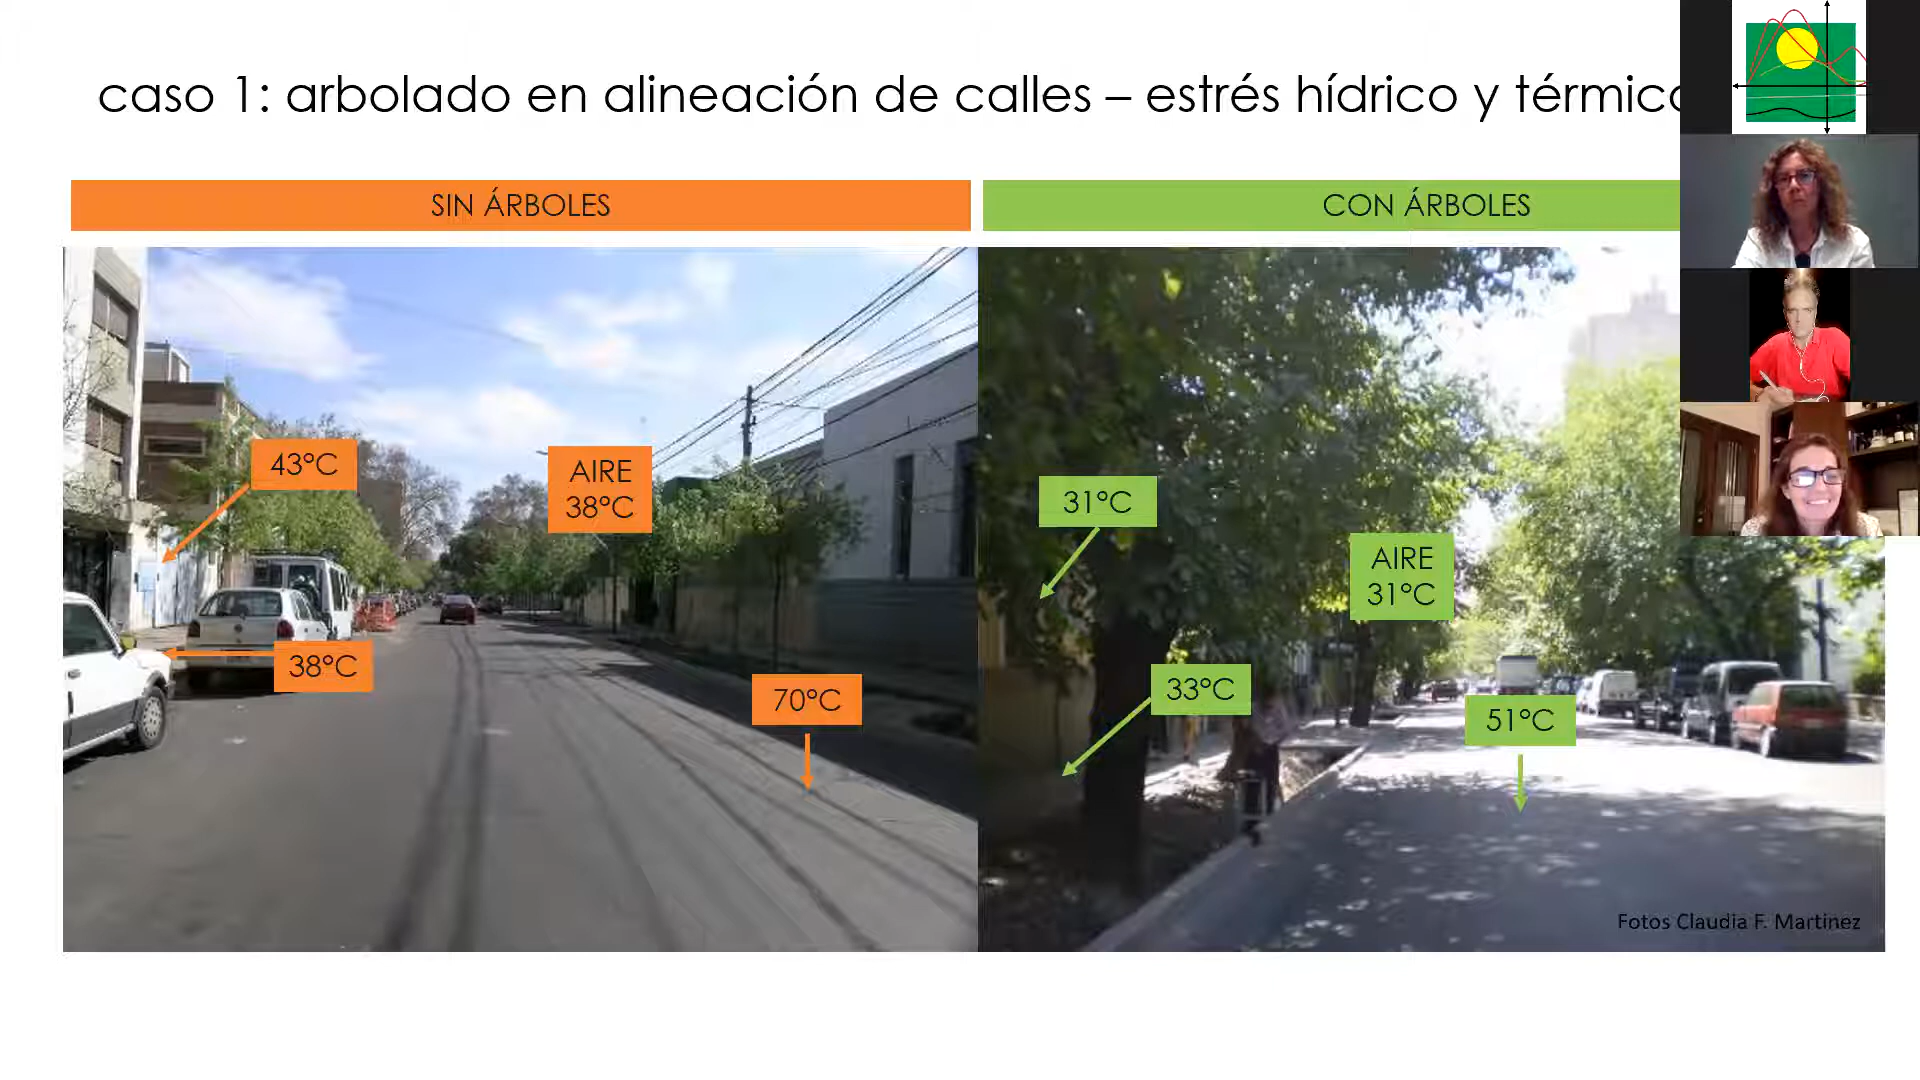 caso 1: arbolado en alineación de calles – estrés hídrico y térmico
SIN ÁRBOLES
CON ÁRBOLES
43°C
AIRE
38°C
38°C
70°C
31°C
AIRE
31°C
33°C
51°C
Fotos Claudia F. Martinez